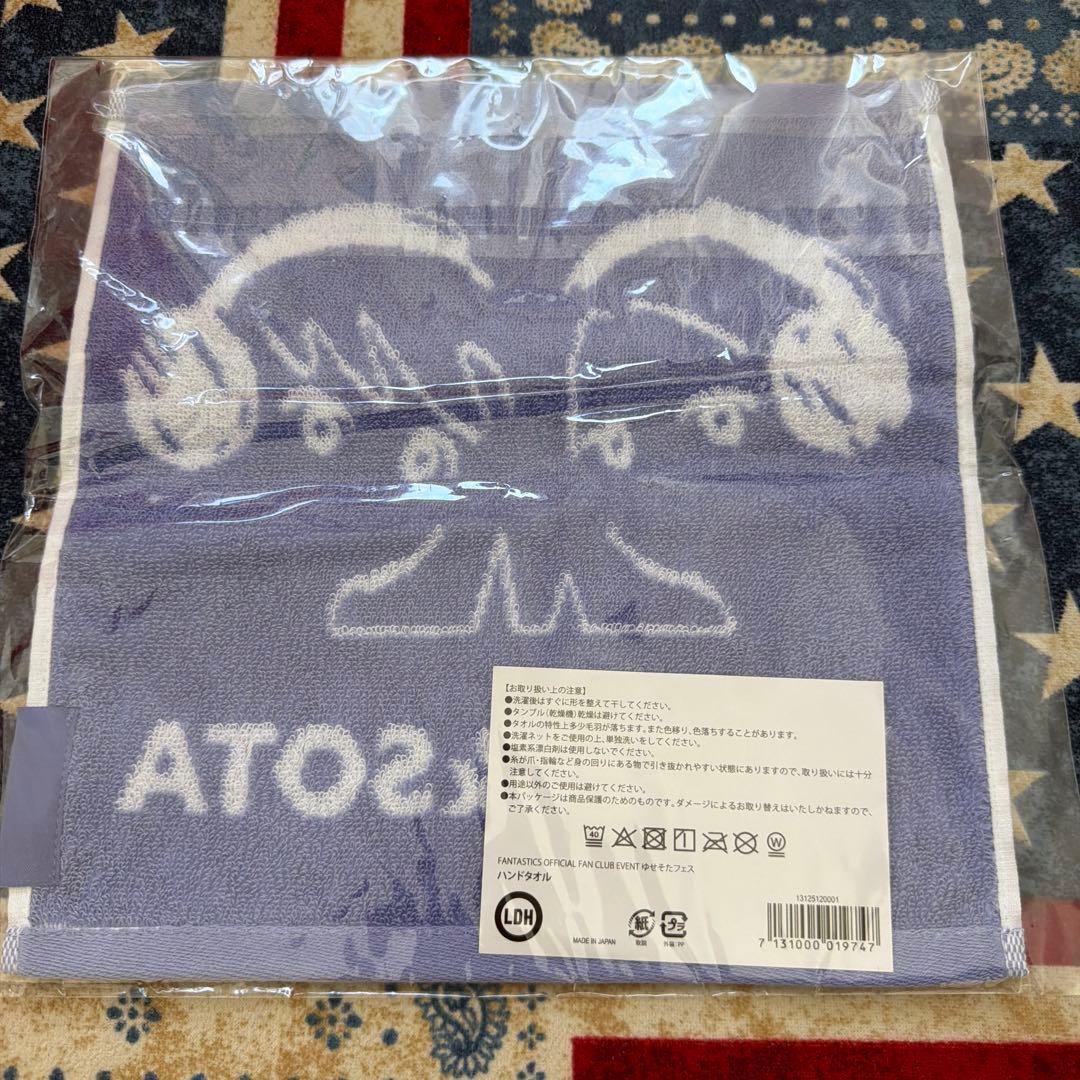 ATOS
SOTA
【お取り扱い上の注意】
●洗濯後はすぐに形を整えて干してください。
●タンブル(乾燥機)乾燥は避けてください。
●タオルの特性上多少毛羽が落ちます。また色移り、色落ちすることがあります。
●洗濯ネットをご使用の上、単独洗いをしてください。
●塩素系漂白剤は使用しないでください。
●糸が爪・指輪など身の回りにある物で引き抜かれやすい状態にありますので、取り扱いには十分
注意してください。
●用途以外のご使用は避けてください。
●本パッケージは商品保護のためのものです。ダメージによるお取り替えはいたしかねますので、
ご了承ください。
40
W
FANTASTICS OFFICIAL FAN CLUB EVENT ゆせそたフェス
ハンドタオル
LDH
MADE IN JAPAN
紙
取説
プラ
外装:PP
13125120001
7 131000 019747